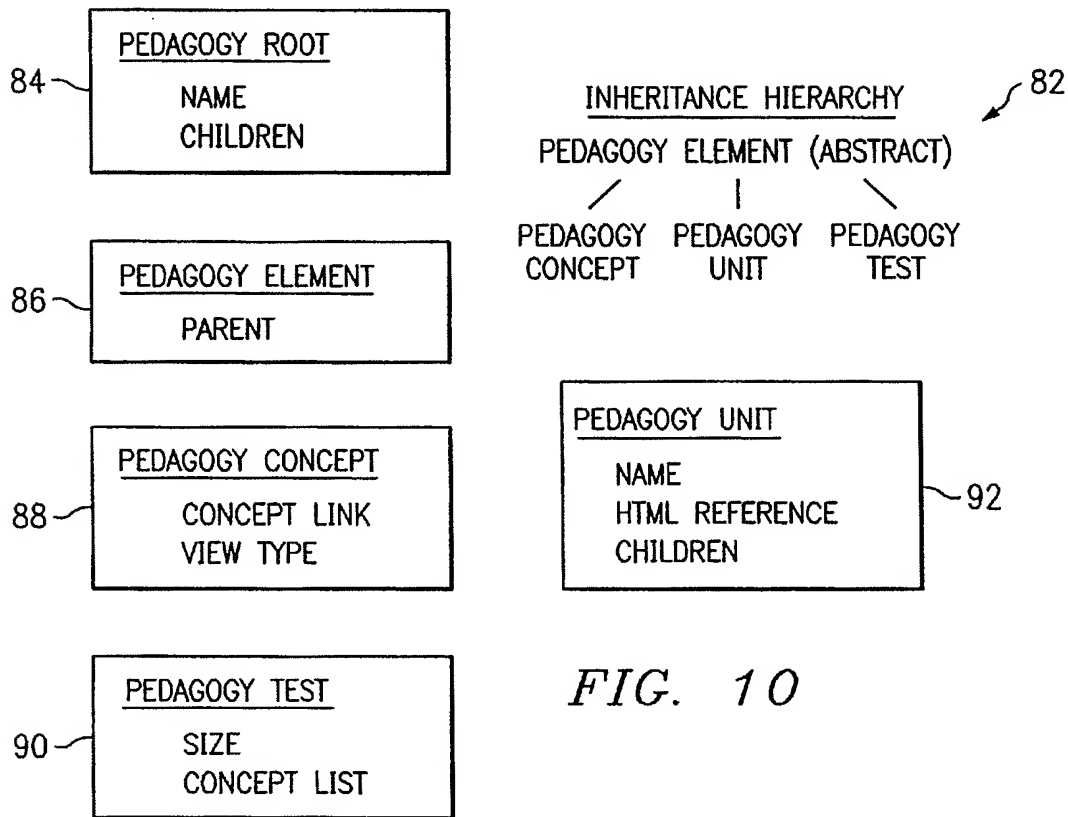 84
PEDAGOGY ROOT
NAME
CHILDREN
86
PEDAGOGY ELEMENT
PARENT
88
PEDAGOGY CONCEPT
CONCEPT LINK
VIEW TYPE
90
PEDAGOGY TEST
SIZE
CONCEPT LIST
82
INHERITANCE HIERARCHY
PEDAGOGY ELEMENT (ABSTRACT)
PEDAGOGY CONCEPT
PEDAGOGY UNIT
PEDAGOGY TEST
PEDAGOGY UNIT
NAME
HTML REFERENCE
CHILDREN
92
FIG. 10